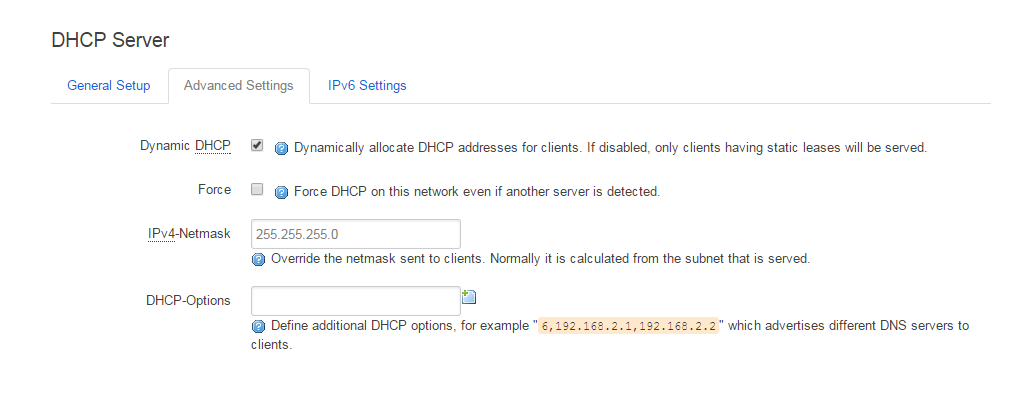 DHCP Server
General Setup Advanced Settings IPv6 Settings
Dynamic DHCP Dynamically allocate DHCP addresses for clients. If disabled, only clients having static leases will be served.
Force Force DHCP on this network even if another server is detected.
IPv4-Netmask 255.255.255.0
Override the netmask sent to clients. Normally it is calculated from the subnet that is served.
DHCP-Options
Define additional DHCP options, for example "6,192.168.2.1,192.168.2.2" which advertises different DNS servers to
clients.